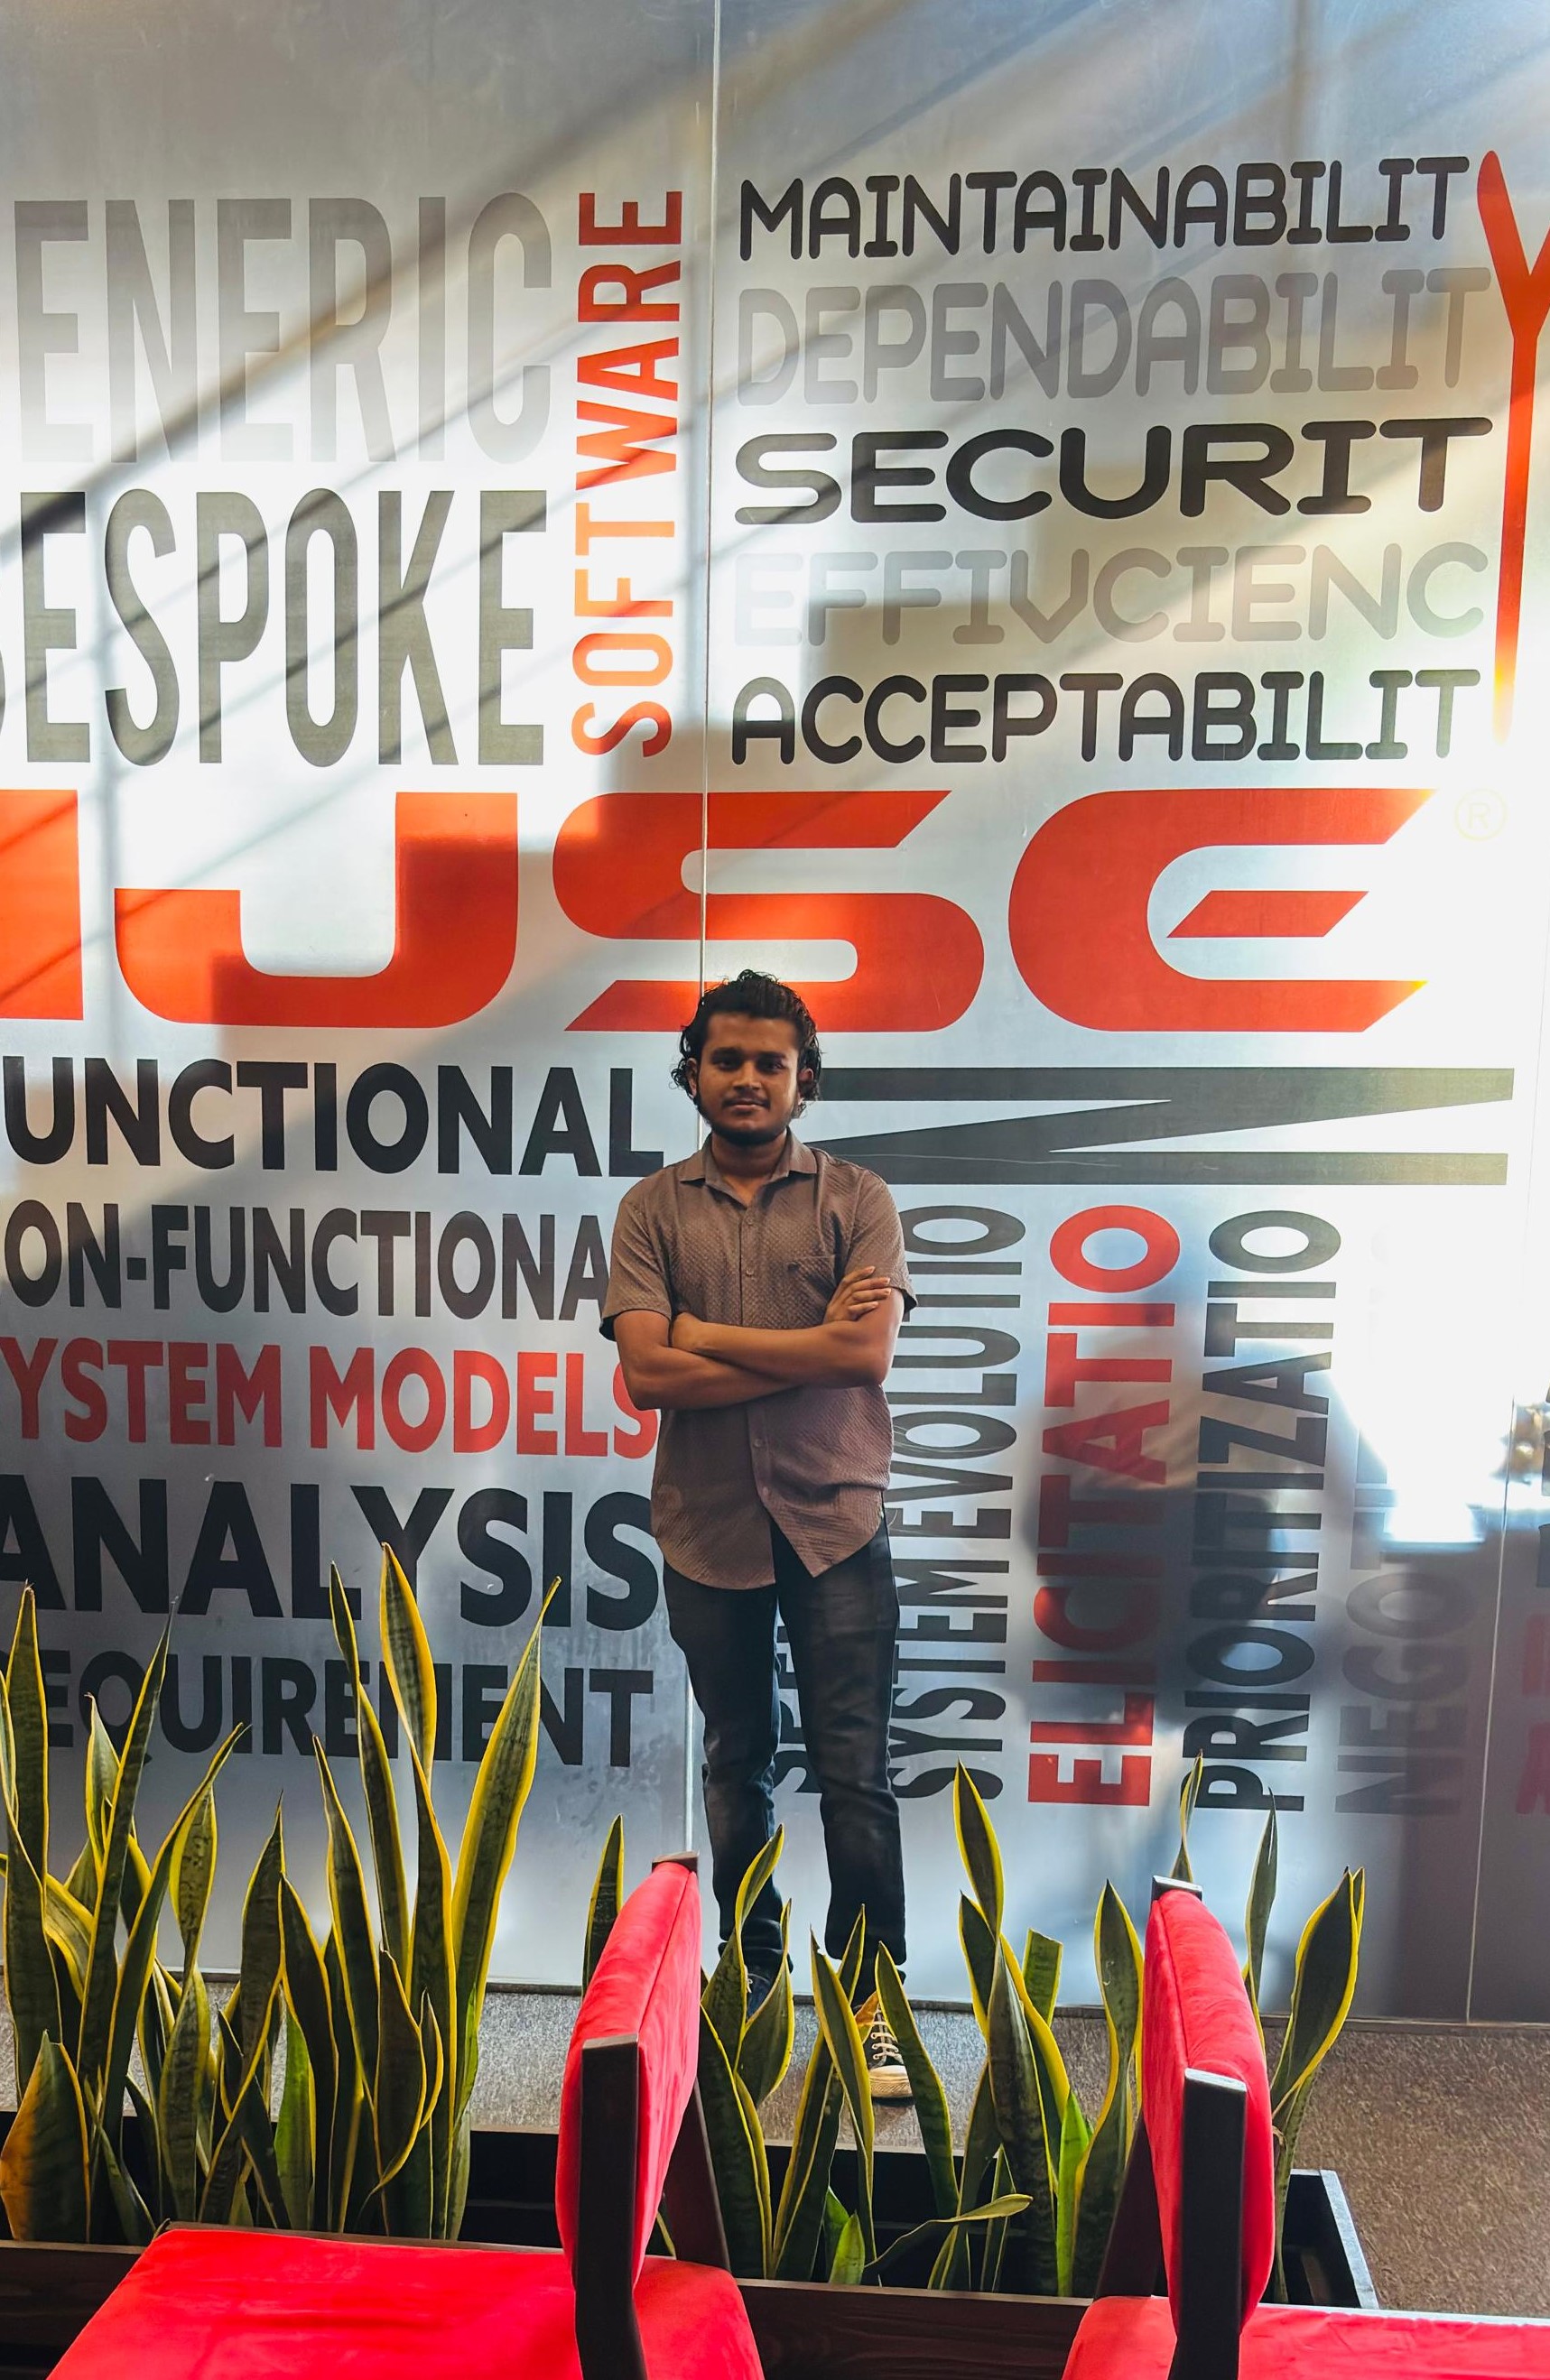 ENERIC
ESPOKE
SOFTWARE
MAINTAINABILIT
DEPENDABILIT
SECURIT
EFFIVCIENC
ACCEPTABILIT
Y
USE
®
UNCTIONAL
ON-FUNCTIONA
YSTEM MODELS
ANALYSIS
EQUIREMENT
N
SYSTEM EVOLUTIO
ELICITATIO
PRIORITIZATIO